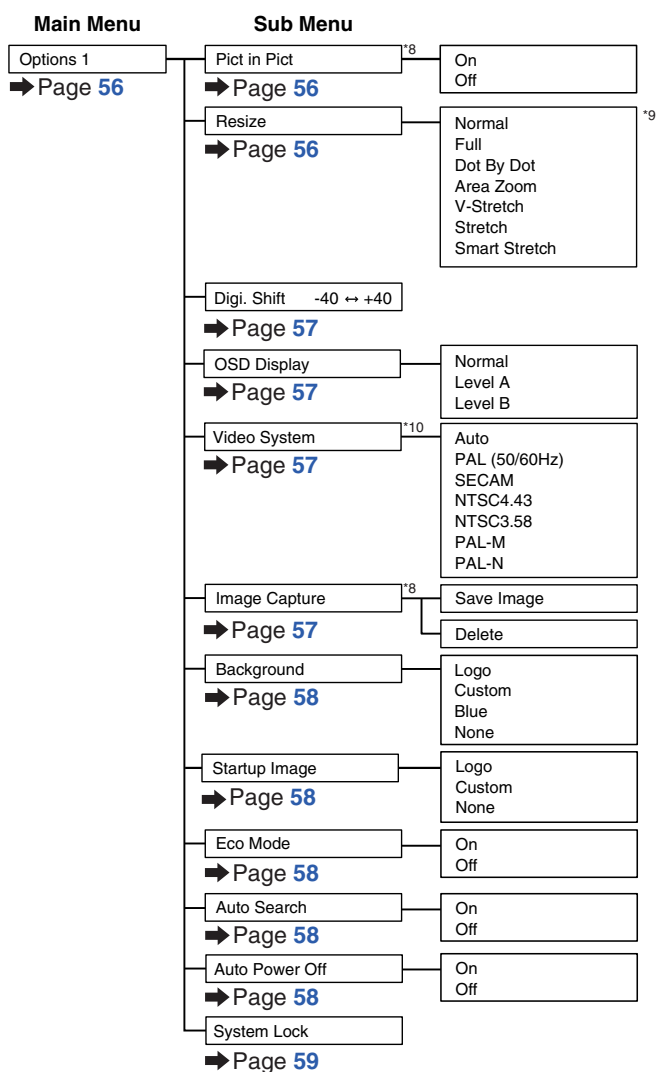 Main Menu Sub Menu
Options 1
➡ Page 56
Pict in Pict *8
➡ Page 56
On
Off
Resize
➡ Page 56
Normal *9
Full
Dot By Dot
Area Zoom
V-Stretch
Stretch
Smart Stretch
Digi. Shift -40 ↔ +40
➡ Page 57
OSD Display
➡ Page 57
Normal
Level A
Level B
Video System *10
➡ Page 57
Auto
PAL (50/60Hz)
SECAM
NTSC4.43
NTSC3.58
PAL-M
PAL-N
Image Capture *8
➡ Page 57
Save Image
Delete
Background
➡ Page 58
Logo
Custom
Blue
None
Startup Image
➡ Page 58
Logo
Custom
None
Eco Mode
➡ Page 58
On
Off
Auto Search
➡ Page 58
On
Off
Auto Power Off
➡ Page 58
On
Off
System Lock
➡ Page 59